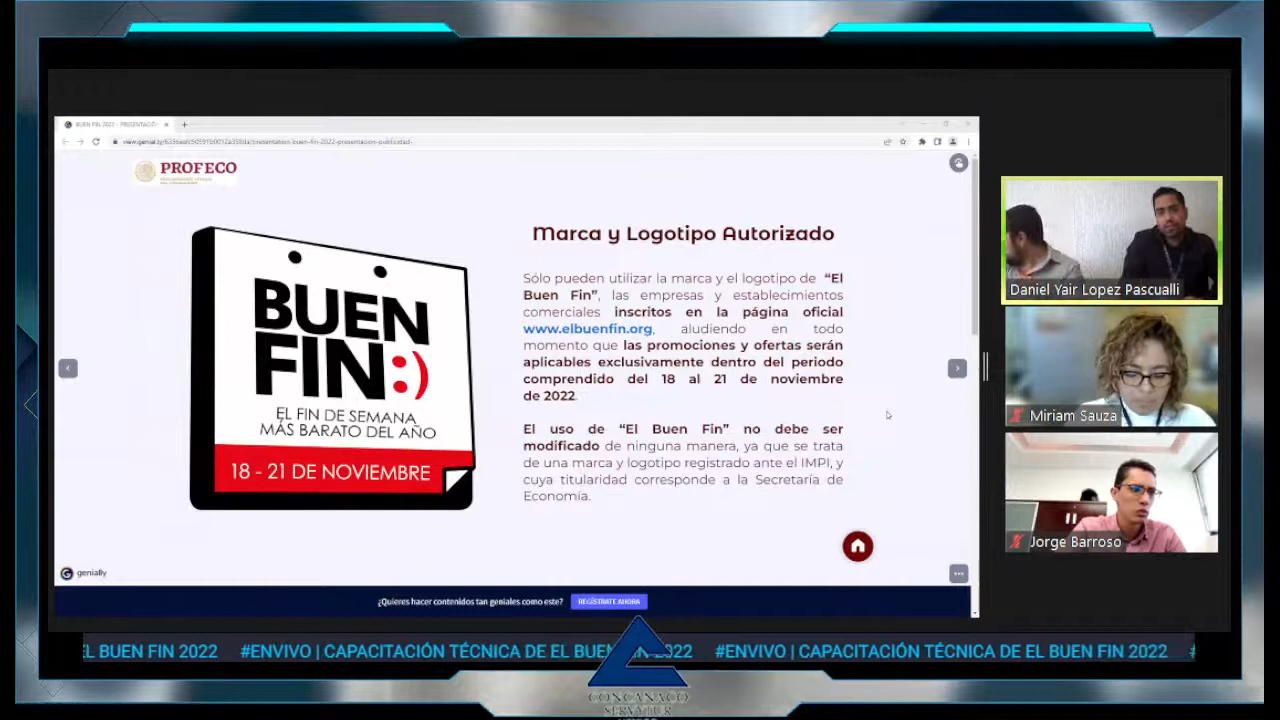 BUEN FIN 2022 - PRESENTACIÓN
PROFECO
BUEN
FIN:)
EL FIN DE SEMANA
MÁS BARATO DEL AÑO
18 - 21 DE NOVIEMBRE
Marca y Logotipo Autorizado
Sólo pueden utilizar la marca y el logotipo de “El
Buen Fin”, las empresas y establecimientos
comerciales inscritos en la página oficial
www.elbuenfin.org, aludiendo en todo
momento que las promociones y ofertas serán
aplicables exclusivamente dentro del periodo
comprendido del 18 al 21 de noviembre
de 2022.
El uso de “El Buen Fin” no debe ser
modificado de ninguna manera, ya que se trata
de una marca y logotipo registrado ante el IMPI, y
cuya titularidad corresponde a la Secretaría de
Economía.
genially
¿Quieres hacer contenidos tan geniales como este? REGÍSTRATE AHORA
Daniel Yair Lopez Pascualli
Miriam Sauza
Jorge Barroso
EL BUEN FIN 2022 #ENVIVO | CAPACITACIÓN TÉCNICA DE EL BUEN FIN 2022 #ENVIVO | CAPACITACIÓN TÉCNICA DE EL BUEN FIN 2022 #
CONCANACO
SERVYTUR